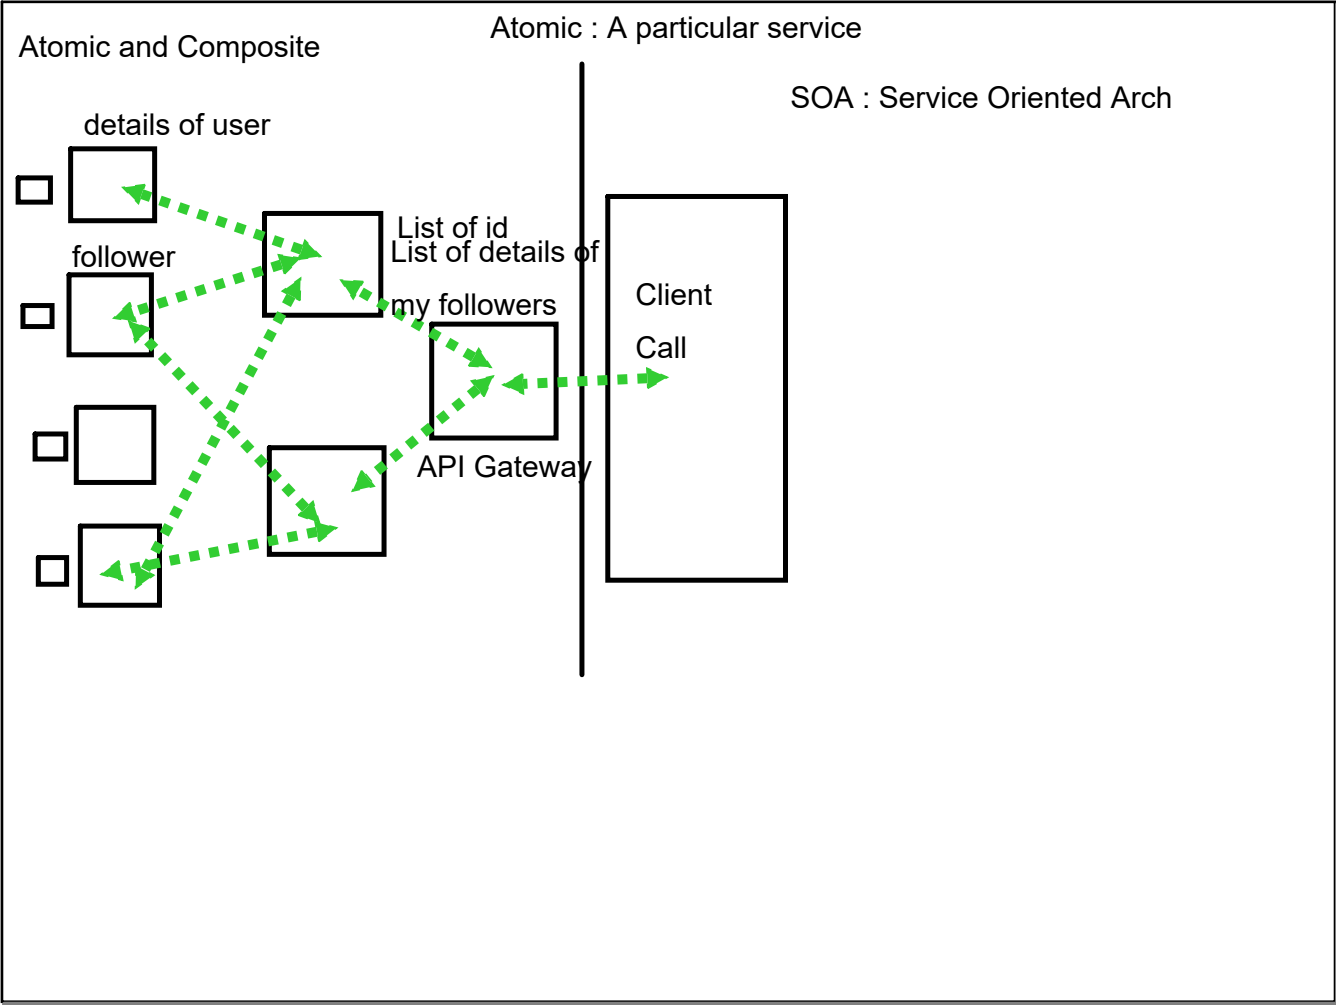 Atomic : A particular service
Atomic and Composite
SOA : Service Oriented Arch
details of user
List of id
follower
List of details of
my followers
Client
Call
API Gateway